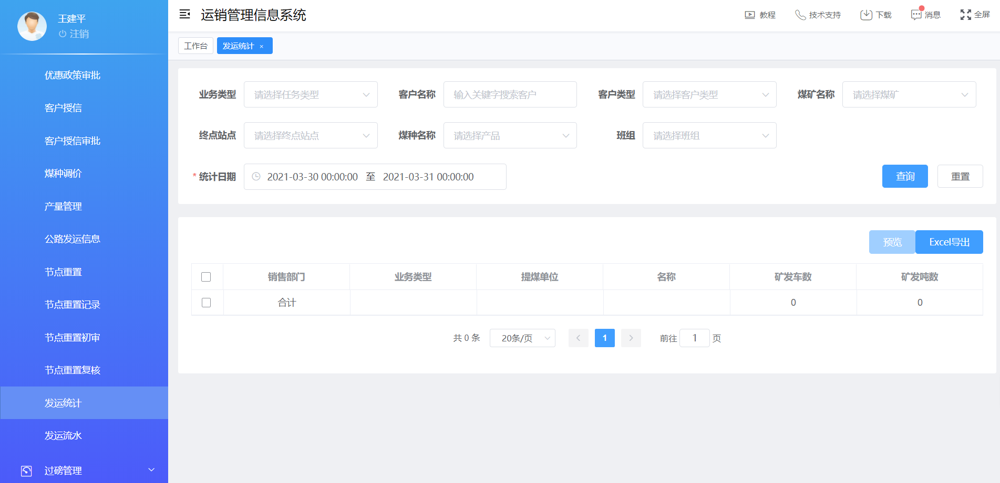 王建平
注销
优惠政策审批
客户授信
客户授信审批
煤种调价
产量管理
公路发运信息
节点重置
节点重置记录
节点重置初审
节点重置复核
发运统计
发运流水
过磅管理
运销管理信息系统
教程 技术支持 下载 消息 全屏
工作台 发运统计 ×
业务类型 请选择任务类型 客户名称 输入关键字搜索客户 客户类型 请选择客户类型 煤矿名称 请选择煤矿
终点站点 请选择终点站点 煤种名称 请选择产品 班组 请选择班组
* 统计日期 2021-03-30 00:00:00 至 2021-03-31 00:00:00 查询 重置
预览 Excel导出
销售部门 业务类型 提煤单位 名称 矿发车数 矿发吨数
合计 0 0
共 0 条 20条/页 1 前往 1 页